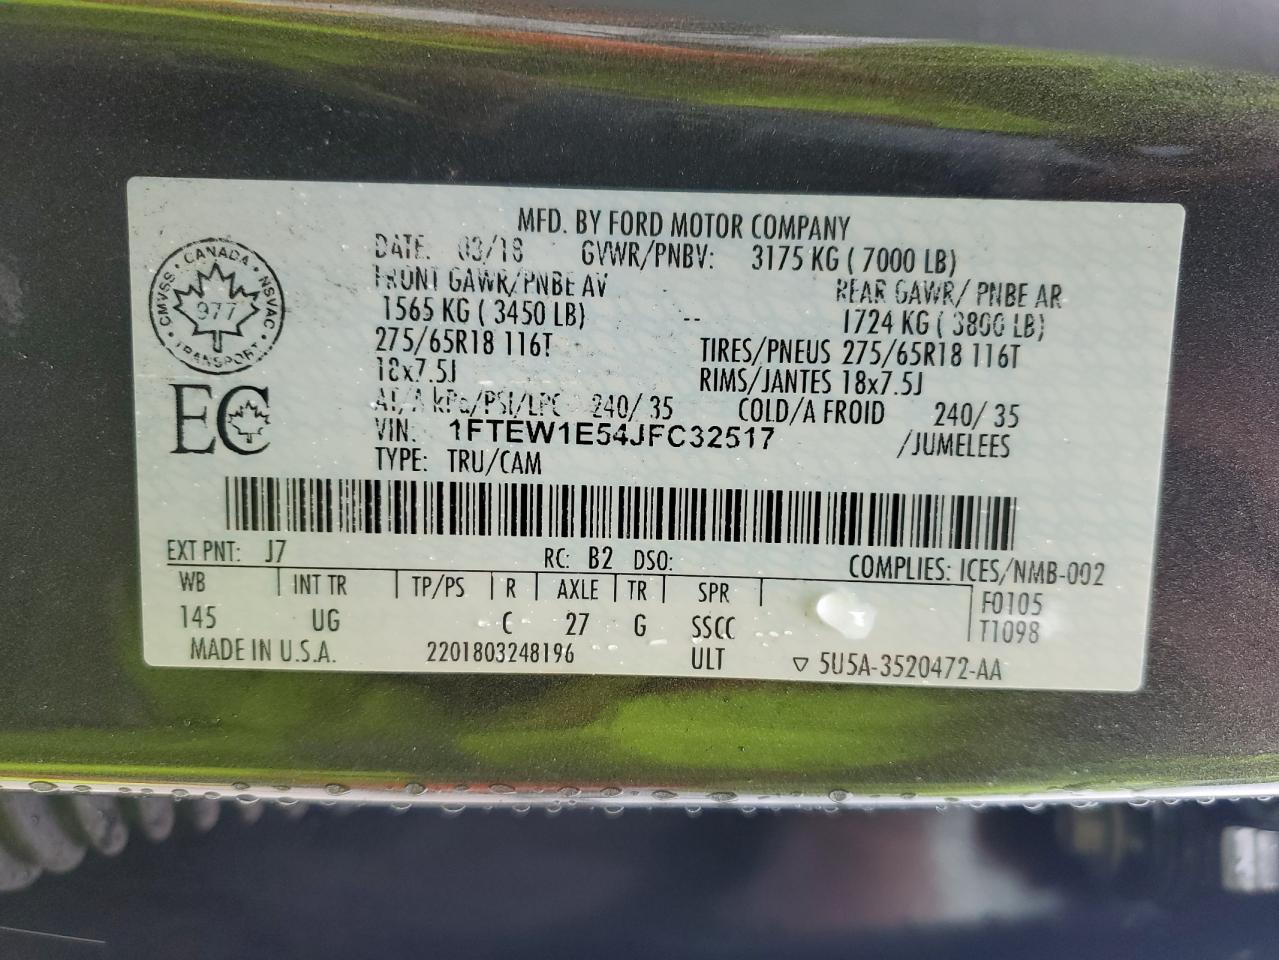 MFD. BY FORD MOTOR COMPANY
DATE: 03/18 GVWR/PNBV: 3175 KG ( 7000 LB)
FRONT GAWR/PNBE AV REAR GAWR/ PNBE AR
1565 KG ( 3450 LB) -- 1724 KG ( 3800 LB)
275/65R18 116T TIRES/PNEUS 275/65R18 116T
18x7.5J RIMS/JANTES 18x7.5J
AT/A kPa/PSI/LPC 240/ 35 COLD/A FROID 240/ 35
VIN: 1FTEW1E54JFC32517 /JUMELEES
TYPE: TRU/CAM
CMVSS · CANADA · NSVAC · TRANSPORT ·
977
EC
EXT PNT: J7 RC: B2 DSO: COMPLIES: ICES/NMB-002
WB INT TR TP/PS R AXLE TR SPR F0105
145 UG C 27 G SSCC T1098
MADE IN U.S.A. 2201803248196 ULT ▽ 5U5A-3520472-AA